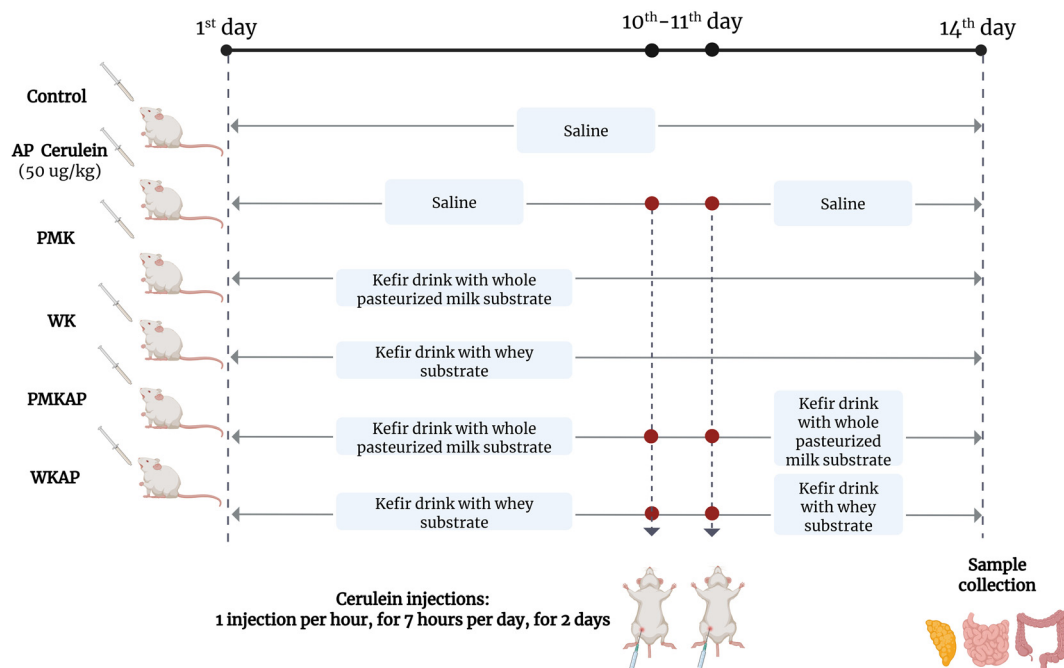 1st day
10th-11th day
14th day
Control
Saline
AP Cerulein
(50 ug/kg)
Saline
Saline
PMK
Kefir drink with whole
pasteurized milk substrate
WK
Kefir drink with whey
substrate
PMKAP
Kefir drink with whole
pasteurized milk substrate
Kefir drink
with whole
pasteurized
milk substrate
WKAP
Kefir drink with whey
substrate
Kefir drink
with whey
substrate
Cerulein injections:
1 injection per hour, for 7 hours per day, for 2 days
Sample
collection